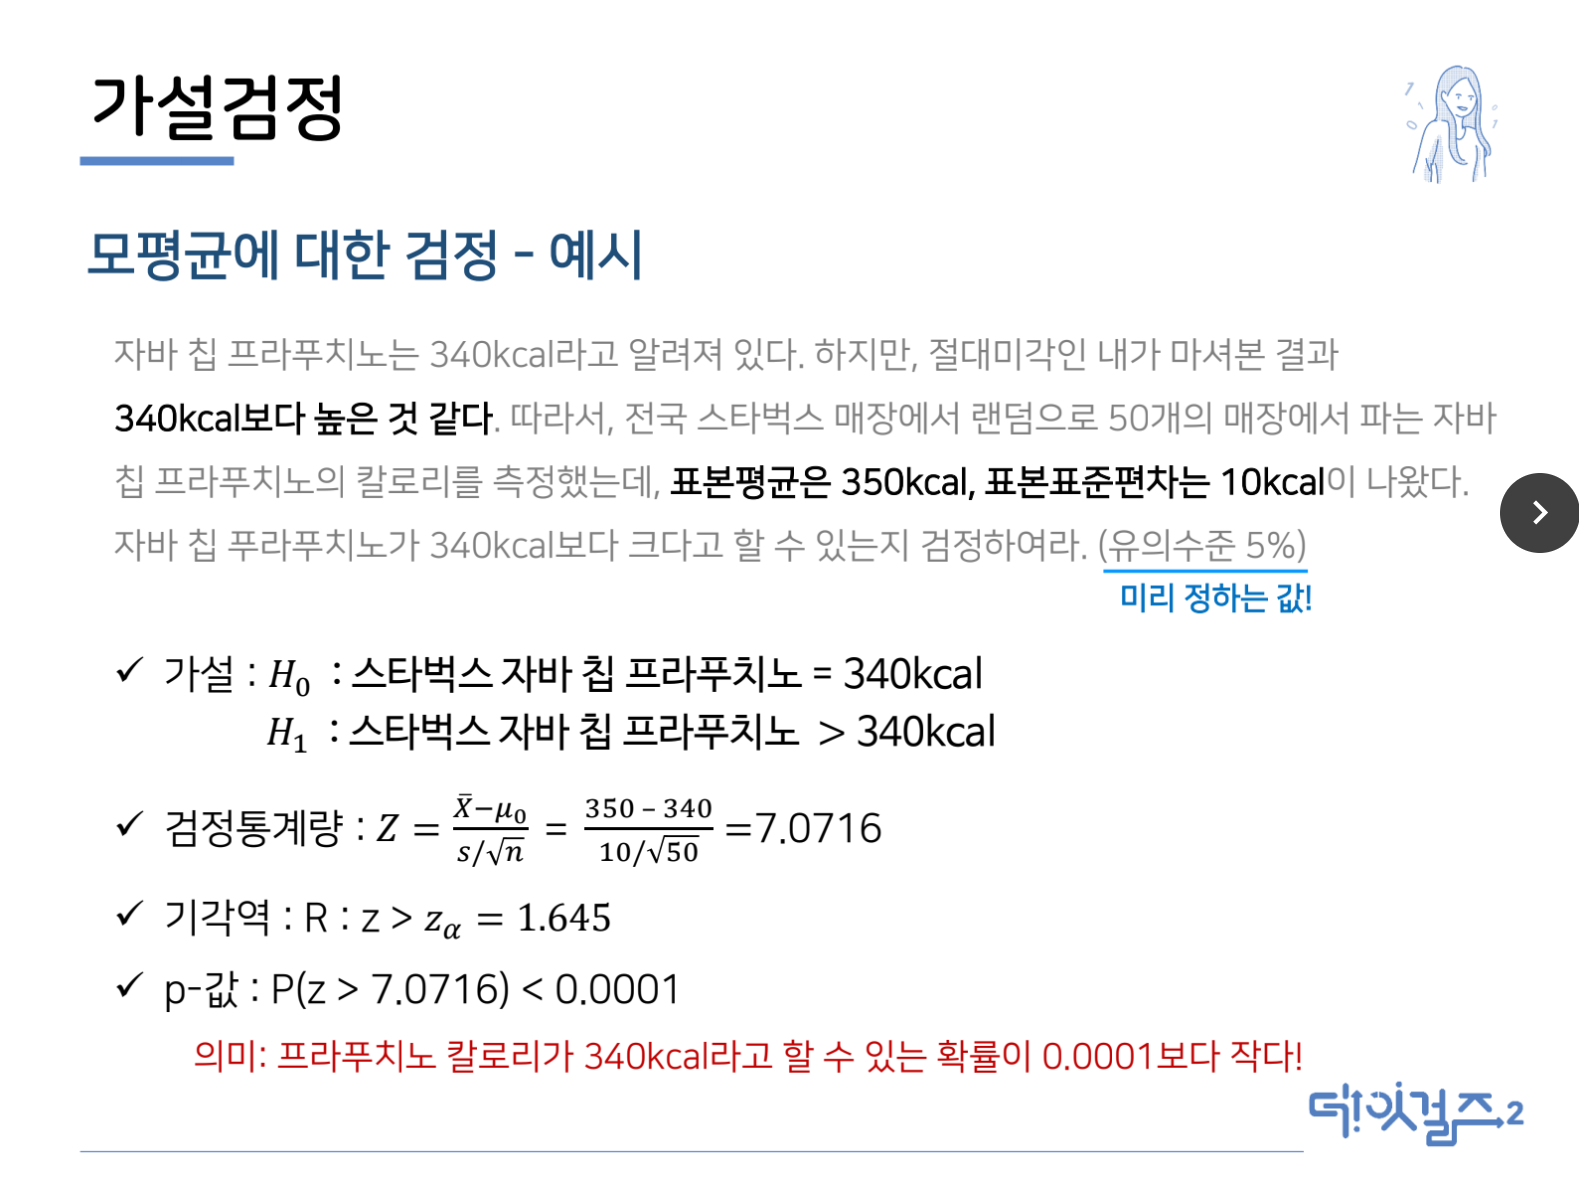 가설검정
모평균에 대한 검정 - 예시
자바 칩 프라푸치노는 340kcal라고 알려져 있다. 하지만, 절대미각인 내가 마셔본 결과
340kcal보다 높은 것 같다. 따라서, 전국 스타벅스 매장에서 랜덤으로 50개의 매장에서 파는 자바
칩 프라푸치노의 칼로리를 측정했는데, 표본평균은 350kcal, 표본표준편차는 10kcal이 나왔다.
자바 칩 푸라푸치노가 340kcal보다 크다고 할 수 있는지 검정하여라. (유의수준 5%)
미리 정하는 값!
✓ 가설 : H₀ : 스타벅스 자바 칩 프라푸치노 = 340kcal
H₁ : 스타벅스 자바 칩 프라푸치노 > 340kcal
✓ 검정통계량 : Z = (X̄−μ₀)/(s/√n) = (350 – 340)/(10/√50) =7.0716
✓ 기각역 : R : z > z_α = 1.645
✓ p-값 : P(z > 7.0716) < 0.0001
의미: 프라푸치노 칼로리가 340kcal라고 할 수 있는 확률이 0.0001보다 작다!
데이터걸즈2